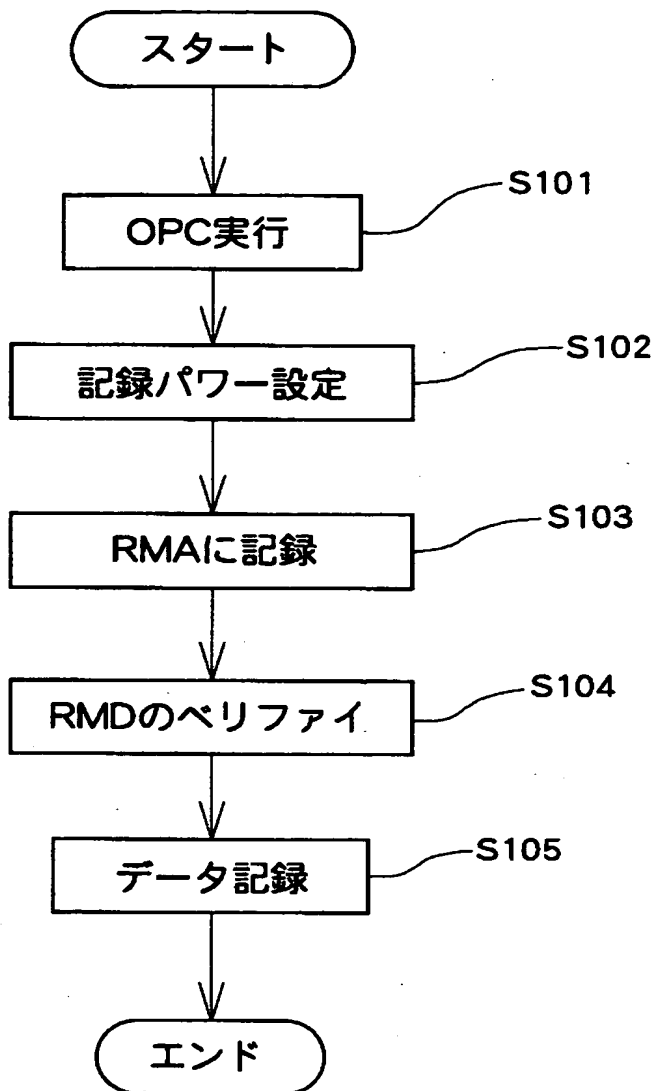 スタート
S101
OPC実行
S102
記録パワー設定
S103
RMAに記録
S104
RMDのベリファイ
S105
データ記録
エンド